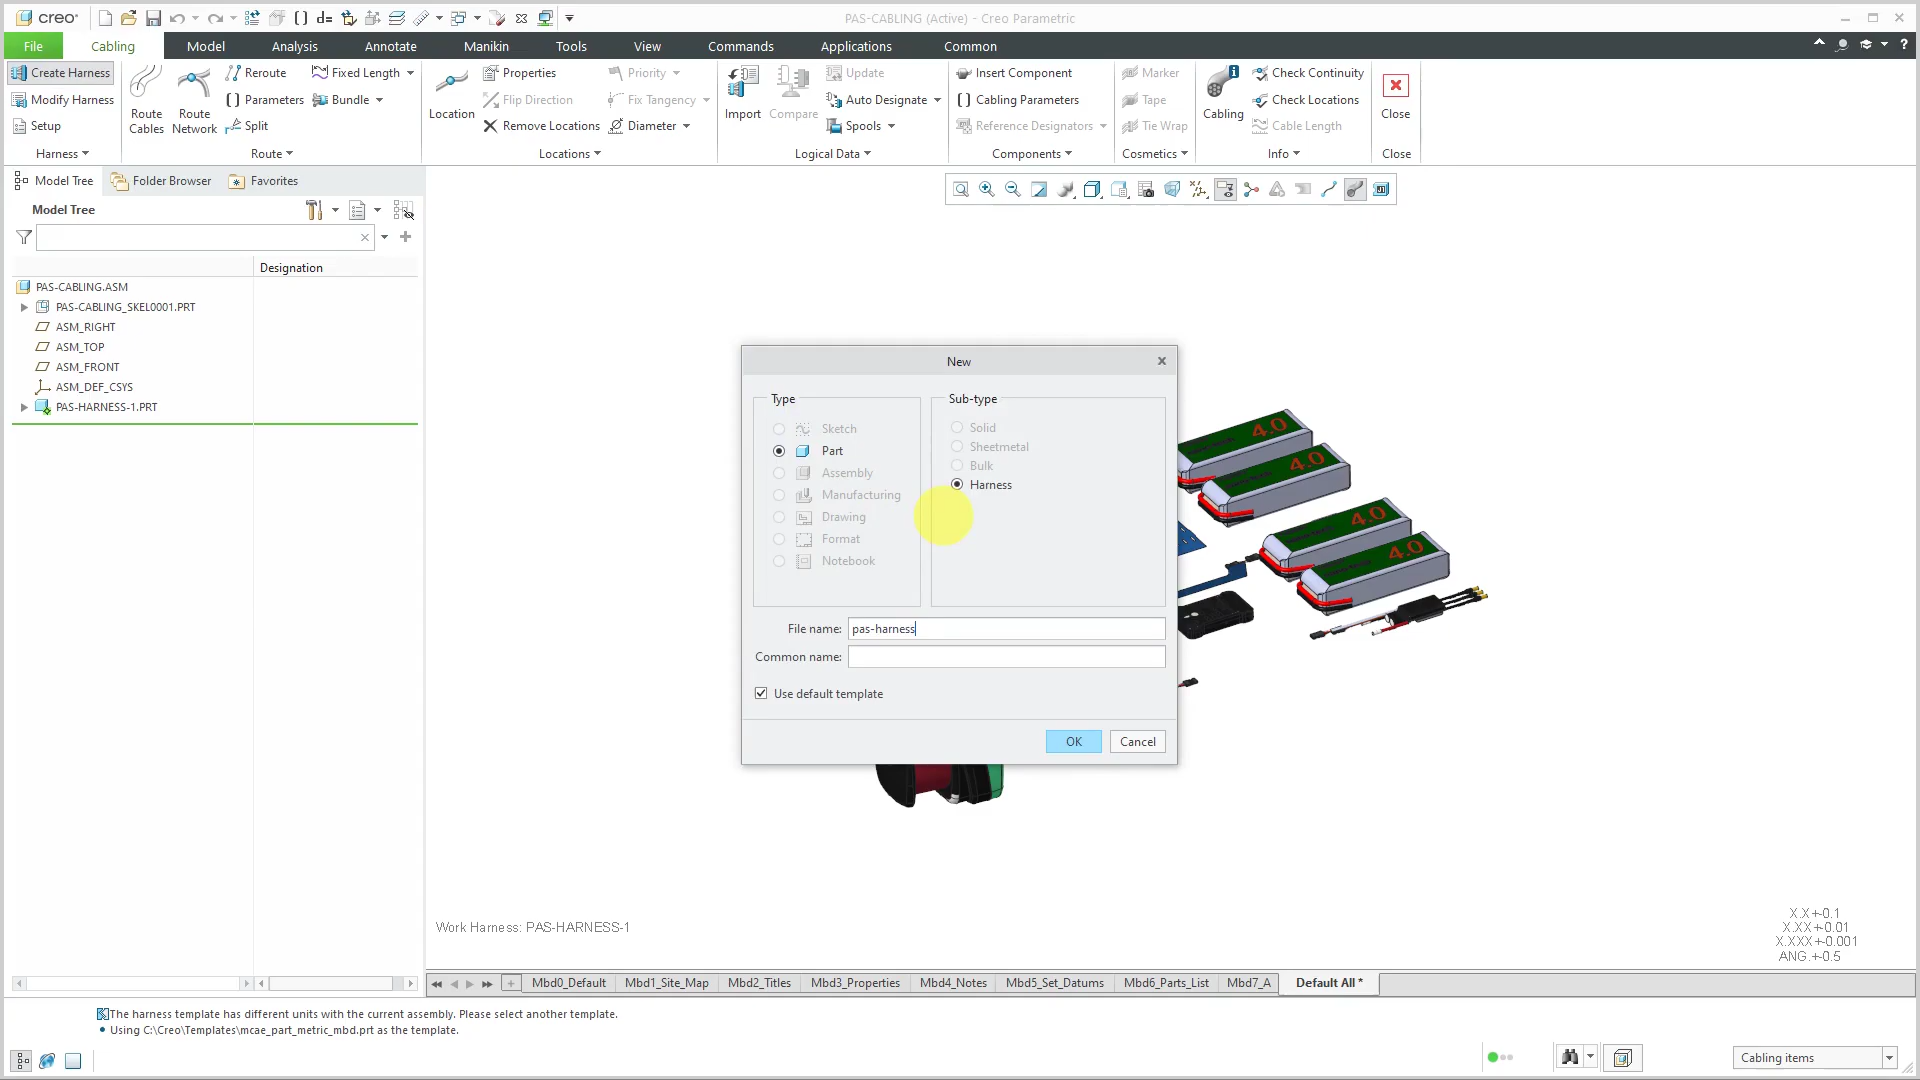 creo
PAS-CABLING (Active) - Creo Parametric
File
Cabling
Model
Analysis
Annotate
Manikin
Tools
View
Commands
Applications
Common
Create Harness
Modify Harness
Setup
Harness
Route Cables
Route Network
Reroute
Parameters
Split
Fixed Length
Bundle
Route
Location
Properties
Flip Direction
Remove Locations
Priority
Fix Tangency
Diameter
Locations
Import
Compare
Update
Auto Designate
Spools
Logical Data
Insert Component
Cabling Parameters
Reference Designators
Components
Marker
Tape
Tie Wrap
Cosmetics
Cabling
Check Continuity
Check Locations
Cable Length
Info
Close
Close
Model Tree
Folder Browser
Favorites
Model Tree
Designation
PAS-CABLING.ASM
PAS-CABLING_SKEL0001.PRT
ASM_RIGHT
ASM_TOP
ASM_FRONT
ASM_DEF_CSYS
PAS-HARNESS-1.PRT
New
Type
Sketch
Part
Assembly
Manufacturing
Drawing
Format
Notebook
Sub-type
Solid
Sheetmetal
Bulk
Harness
File name: pas-harness
Common name:
Use default template
OK
Cancel
4.0
4.0
4.0
4.0
Work Harness: PAS-HARNESS-1
X.X+-0.1
X.XX+-0.01
X.XXX+-0.001
ANG.+-0.5
Mbd0_Default
Mbd1_Site_Map
Mbd2_Titles
Mbd3_Properties
Mbd4_Notes
Mbd5_Set_Datums
Mbd6_Parts_List
Mbd7_A
Default All *
The harness template has different units with the current assembly. Please select another template.
• Using C:\Creo\Templates\mcae_part_metric_mbd.prt as the template.
Cabling items